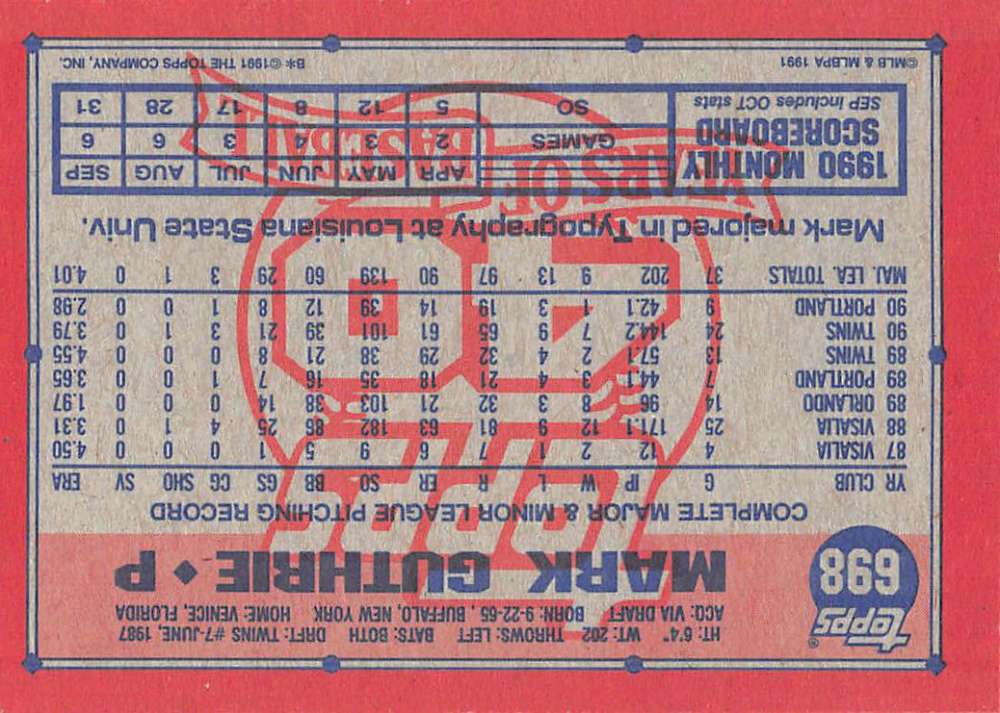 Topps® 698
HT: 6'4" WT: 202 THROWS: LEFT BATS: BOTH DRFT: TWINS #7-JUNE, 1987
ACQ: VIA DRAFT BORN: 9-22-65, BUFFALO, NEW YORK HOME: VENICE, FLORIDA
MARK GUTHRIE • P
COMPLETE MAJOR & MINOR LEAGUE PITCHING RECORD
YR CLUB G IP W L R ER SO BB GS CG SHO SV ERA
87 VISALIA 4 12 2 1 7 6 9 5 1 0 0 0 4.50
88 VISALIA 25 171.1 12 9 81 63 182 86 25 4 1 0 3.31
89 ORLANDO 14 96 8 3 32 21 103 38 14 0 0 0 1.97
89 PORTLAND 7 44.1 3 4 21 18 35 16 7 1 0 0 3.65
89 TWINS 13 57.1 2 4 32 29 38 21 8 0 0 0 4.55
90 TWINS 24 144.2 7 9 65 61 101 39 21 3 1 0 3.79
90 PORTLAND 9 42.1 1 3 19 14 39 12 8 1 0 0 2.98
MAJ. LEA. TOTALS 37 202 9 13 97 90 139 60 29 3 1 0 4.01
Mark majored in Typography at Louisiana State Univ.
1990 MONTHLY SCOREBOARD
SEP includes OCT stats
APR MAY JUN JUL AUG SEP
GAMES 2 3 4 3 6 6
SO 5 12 8 17 28 31
©MLB & MLBPA 1991 B*©1991 THE TOPPS COMPANY, INC.
Topps
40
YEARS OF BASEBALL